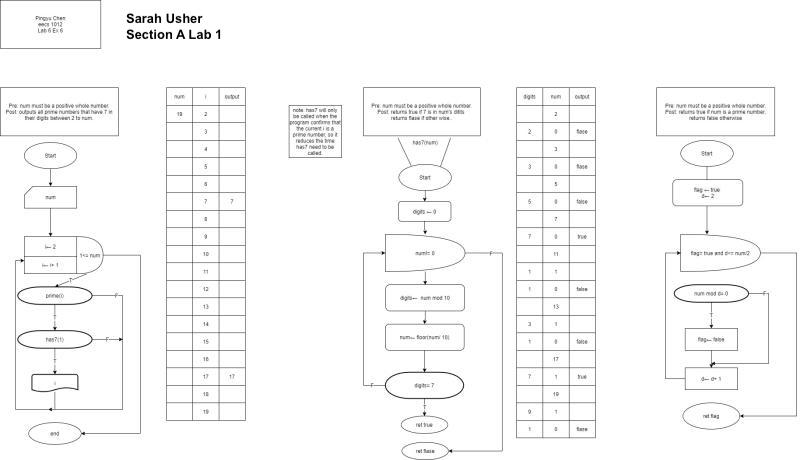 Pingyu Chen
eecs 1012
Lab 6 Ex 6
Sarah Usher
Section A Lab 1
Pre: num must be a positive whole number.
Post: outputs all prime numbers that have 7 in
their digits between 2 to num.
Start
num
i← 2
i← i+ 1
1<= num
T
prime(i)
F
T
has7(1)
F
T
i
end
num i output
19 2
3
4
5
6
7 7
8
9
10
11
12
13
14
15
16
17 17
18
19
note: has7 will only
be called when the
program confirms that
the current i is a
prime number, so it
reduces the time
has7 need to be
called.
Pre: num must be a positive whole number.
Post: returns true if 7 is in num's ditits
returns flase if other wise.
has7(num)
Start
digits ← 0
num!= 0
F
digits← num mod 10
num← floor(num/ 10)
digits= 7
F
T
ret true
ret flase
digits num output
2
2 0 flase
3
3 0 flase
5
5 0 false
7
7 0 true
11
1 1
1 0 false
13
3 1
1 0 false
17
7 1 true
19
9 1
1 0 flase
Pre: num must be a positive whole number.
Post: returns true if num is a prime number,
returns false otherwise
Start
flag ← true
d← 2
flag= true and d<= num/2
num mod d= 0
F
T
flag← false
d← d+ 1
ret flag